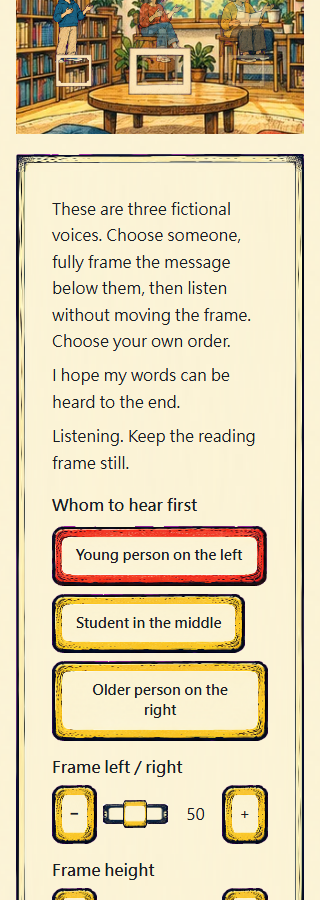 These are three fictional
voices. Choose someone,
fully frame the message
below them, then listen
without moving the frame.
Choose your own order.
I hope my words can be
heard to the end.
Listening. Keep the reading
frame still.
Whom to hear first
Young person on the left
Student in the middle
Older person on the
right
Frame left / right
− 50 +
Frame height